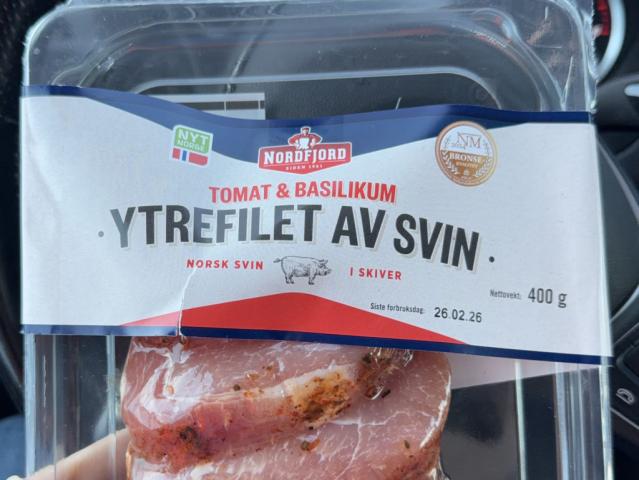 NYT
NORGE
NORDFJORD
SIDEN 1961
NM
BRONSE
TOMAT & BASILIKUM
·YTREFILET AV SVIN·
NORSK SVIN
I SKIVER
Nettovekt: 400 g
Siste forbruksdag: 26.02.26